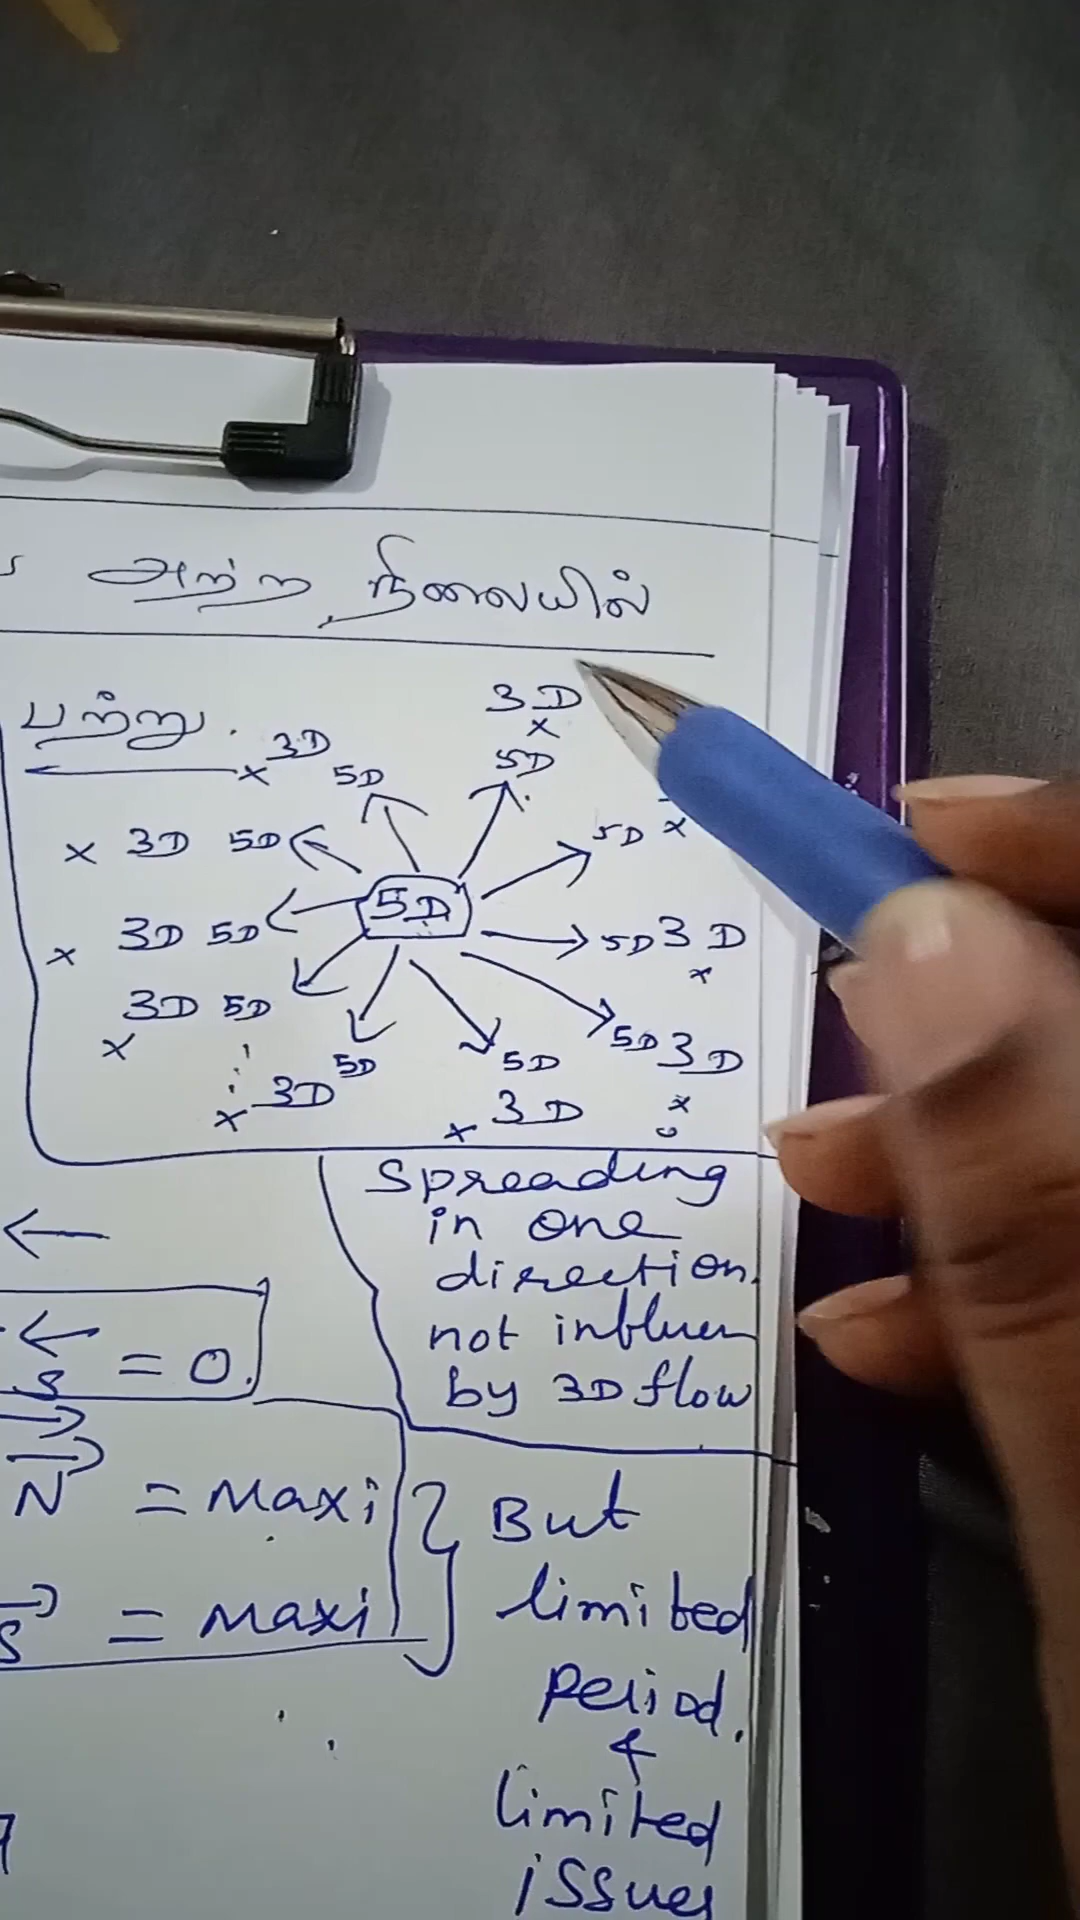 அற்ற நிலையில்
பற்று.
3D
x
5D
x 3D
5D
5D x
x 3D 5D
5D
x 3D 5D
5D 3D
x
3D 5D
x
5D 3D
x
x 3D 5D
5D
x 3D
Spreading
in one
direction.
not influen
by 3D flow
←
←
S = 0.
N = Maxi
S = Maxi
But
limited
Period.
&
limited
issues